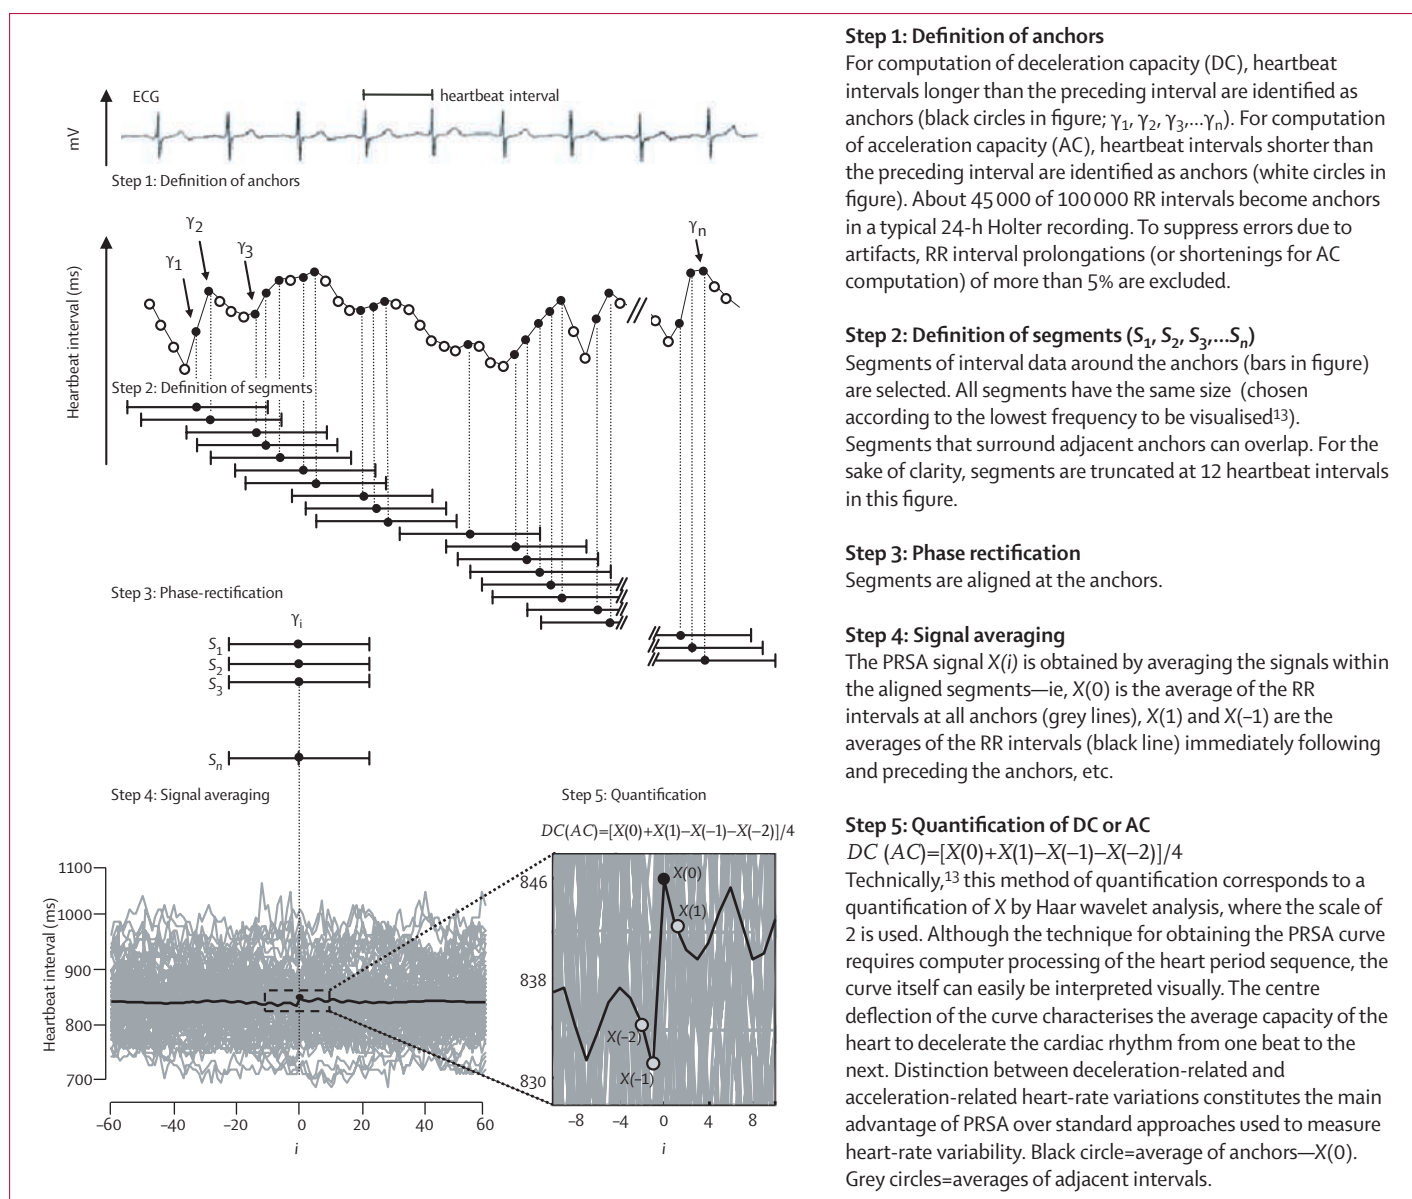 ECG
heartbeat interval
mV
Step 1: Definition of anchors
γ1
γ2
γ3
γn
Heartbeat interval (ms)
Step 2: Definition of segments
Step 3: Phase-rectification
γi
S1
S2
S3
Sn
Step 4: Signal averaging
Step 5: Quantification
DC(AC)=[X(0)+X(1)–X(–1)–X(–2)]/4
1100
1000
900
800
700
Heartbeat interval (ms)
–60 –40 –20 0 20 40 60
i
846
838
830
X(0)
X(1)
X(–2)
X(–1)
–8 –4 0 4 8
i
Step 1: Definition of anchors
For computation of deceleration capacity (DC), heartbeat
intervals longer than the preceding interval are identified as
anchors (black circles in figure; γ1, γ2, γ3,...γn). For computation
of acceleration capacity (AC), heartbeat intervals shorter than
the preceding interval are identified as anchors (white circles in
figure). About 45 000 of 100 000 RR intervals become anchors
in a typical 24-h Holter recording. To suppress errors due to
artifacts, RR interval prolongations (or shortenings for AC
computation) of more than 5% are excluded.
Step 2: Definition of segments (S1, S2, S3,...Sn)
Segments of interval data around the anchors (bars in figure)
are selected. All segments have the same size (chosen
according to the lowest frequency to be visualised13).
Segments that surround adjacent anchors can overlap. For the
sake of clarity, segments are truncated at 12 heartbeat intervals
in this figure.
Step 3: Phase rectification
Segments are aligned at the anchors.
Step 4: Signal averaging
The PRSA signal X(i) is obtained by averaging the signals within
the aligned segments—ie, X(0) is the average of the RR
intervals at all anchors (grey lines), X(1) and X(–1) are the
averages of the RR intervals (black line) immediately following
and preceding the anchors, etc.
Step 5: Quantification of DC or AC
DC (AC)=[X(0)+X(1)–X(–1)–X(–2)]/4
Technically,13 this method of quantification corresponds to a
quantification of X by Haar wavelet analysis, where the scale of
2 is used. Although the technique for obtaining the PRSA curve
requires computer processing of the heart period sequence, the
curve itself can easily be interpreted visually. The centre
deflection of the curve characterises the average capacity of the
heart to decelerate the cardiac rhythm from one beat to the
next. Distinction between deceleration-related and
acceleration-related heart-rate variations constitutes the main
advantage of PRSA over standard approaches used to measure
heart-rate variability. Black circle=average of anchors—X(0).
Grey circles=averages of adjacent intervals.